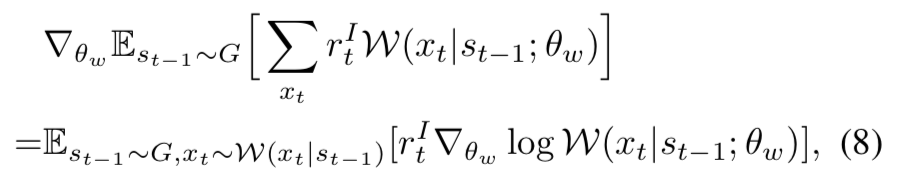 ∇_{θ_w} 𝔼_{s_{t−1}∼G} [ ∑_{x_t} r_t^I 𝒲(x_t|s_{t−1}; θ_w) ]
=𝔼_{s_{t−1}∼G,x_t∼𝒲(x_t|s_{t−1})} [r_t^I ∇_{θ_w} log 𝒲(x_t|s_{t−1}; θ_w)], (8)